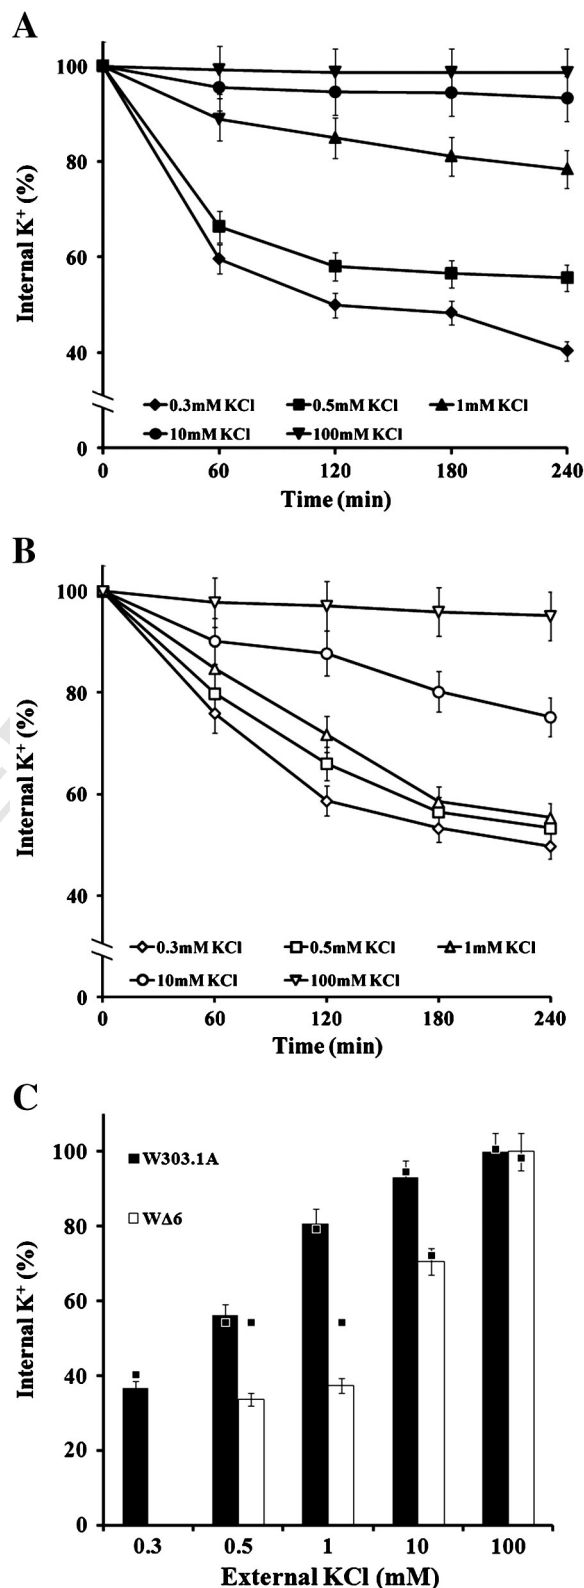 A
100
80
60
40
0
Internal K+ (%)
0.3mM KCl 0.5mM KCl 1mM KCl
10mM KCl 100mM KCl
0 60 120 180 240
Time (min)
B
100
80
60
40
0
Internal K+ (%)
0.3mM KCl 0.5mM KCl 1mM KCl
10mM KCl 100mM KCl
0 60 120 180 240
Time (min)
C
100
80
60
40
20
0
Internal K+ (%)
W303.1A
WΔ6
0.3 0.5 1 10 100
External KCl (mM)